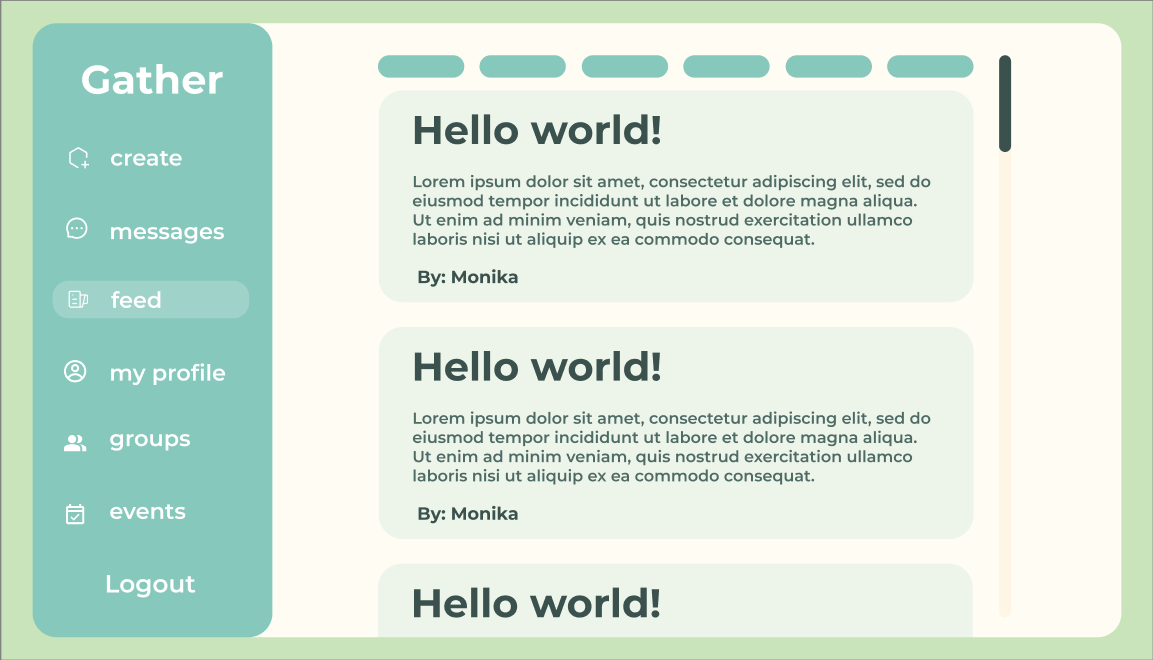 Gather
create
messages
feed
my profile
groups
events
Logout
Hello world!
Lorem ipsum dolor sit amet, consectetur adipiscing elit, sed do
eiusmod tempor incididunt ut labore et dolore magna aliqua.
Ut enim ad minim veniam, quis nostrud exercitation ullamco
laboris nisi ut aliquip ex ea commodo consequat.
By: Monika
Hello world!
Lorem ipsum dolor sit amet, consectetur adipiscing elit, sed do
eiusmod tempor incididunt ut labore et dolore magna aliqua.
Ut enim ad minim veniam, quis nostrud exercitation ullamco
laboris nisi ut aliquip ex ea commodo consequat.
By: Monika
Hello world!